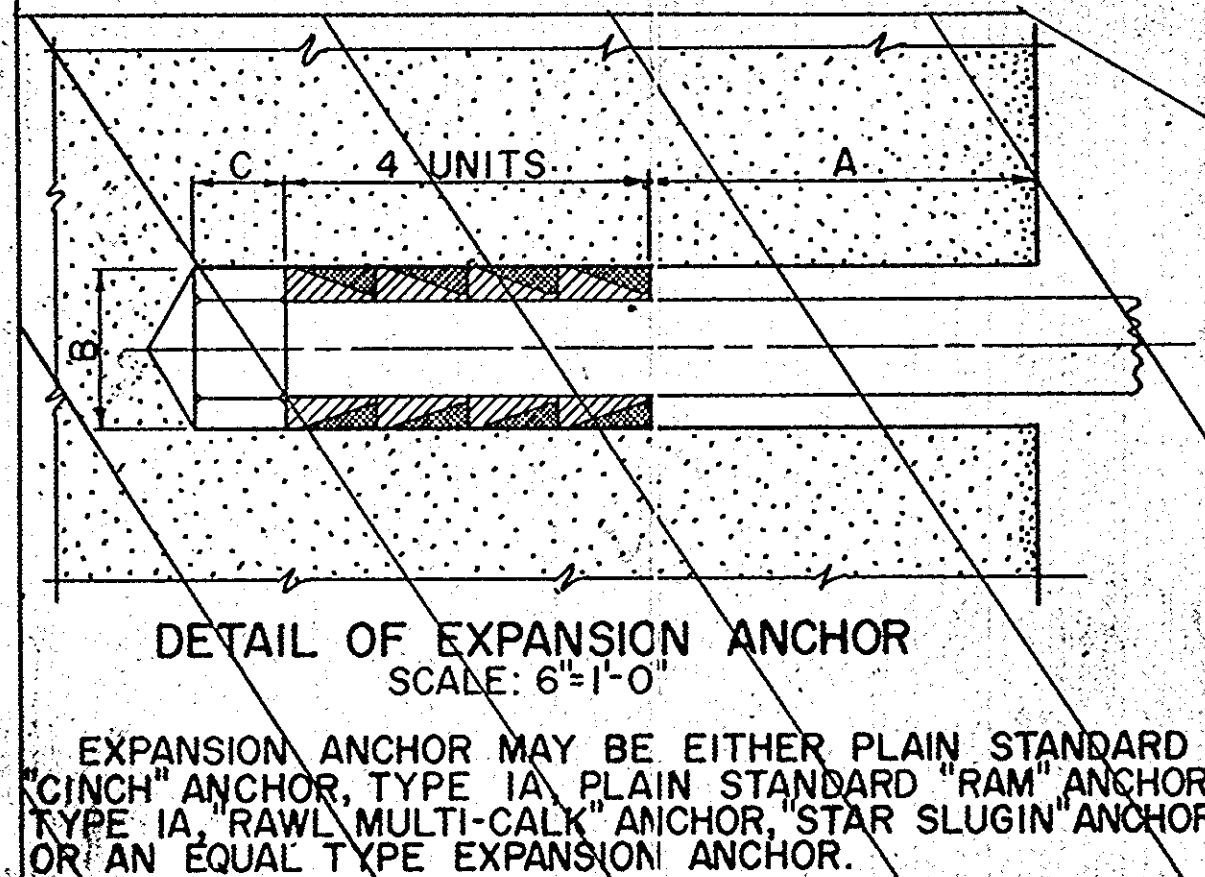 C 4 UNITS A
B
DETAIL OF EXPANSION ANCHOR
SCALE: 6"=1'-0"
EXPANSION ANCHOR MAY BE EITHER PLAIN STANDARD
"CINCH" ANCHOR, TYPE IA, PLAIN STANDARD "RAM" ANCHOR
TYPE IA, "RAWL MULTI-CALK" ANCHOR, "STAR SLUGIN" ANCHOR
OR AN EQUAL TYPE EXPANSION ANCHOR.